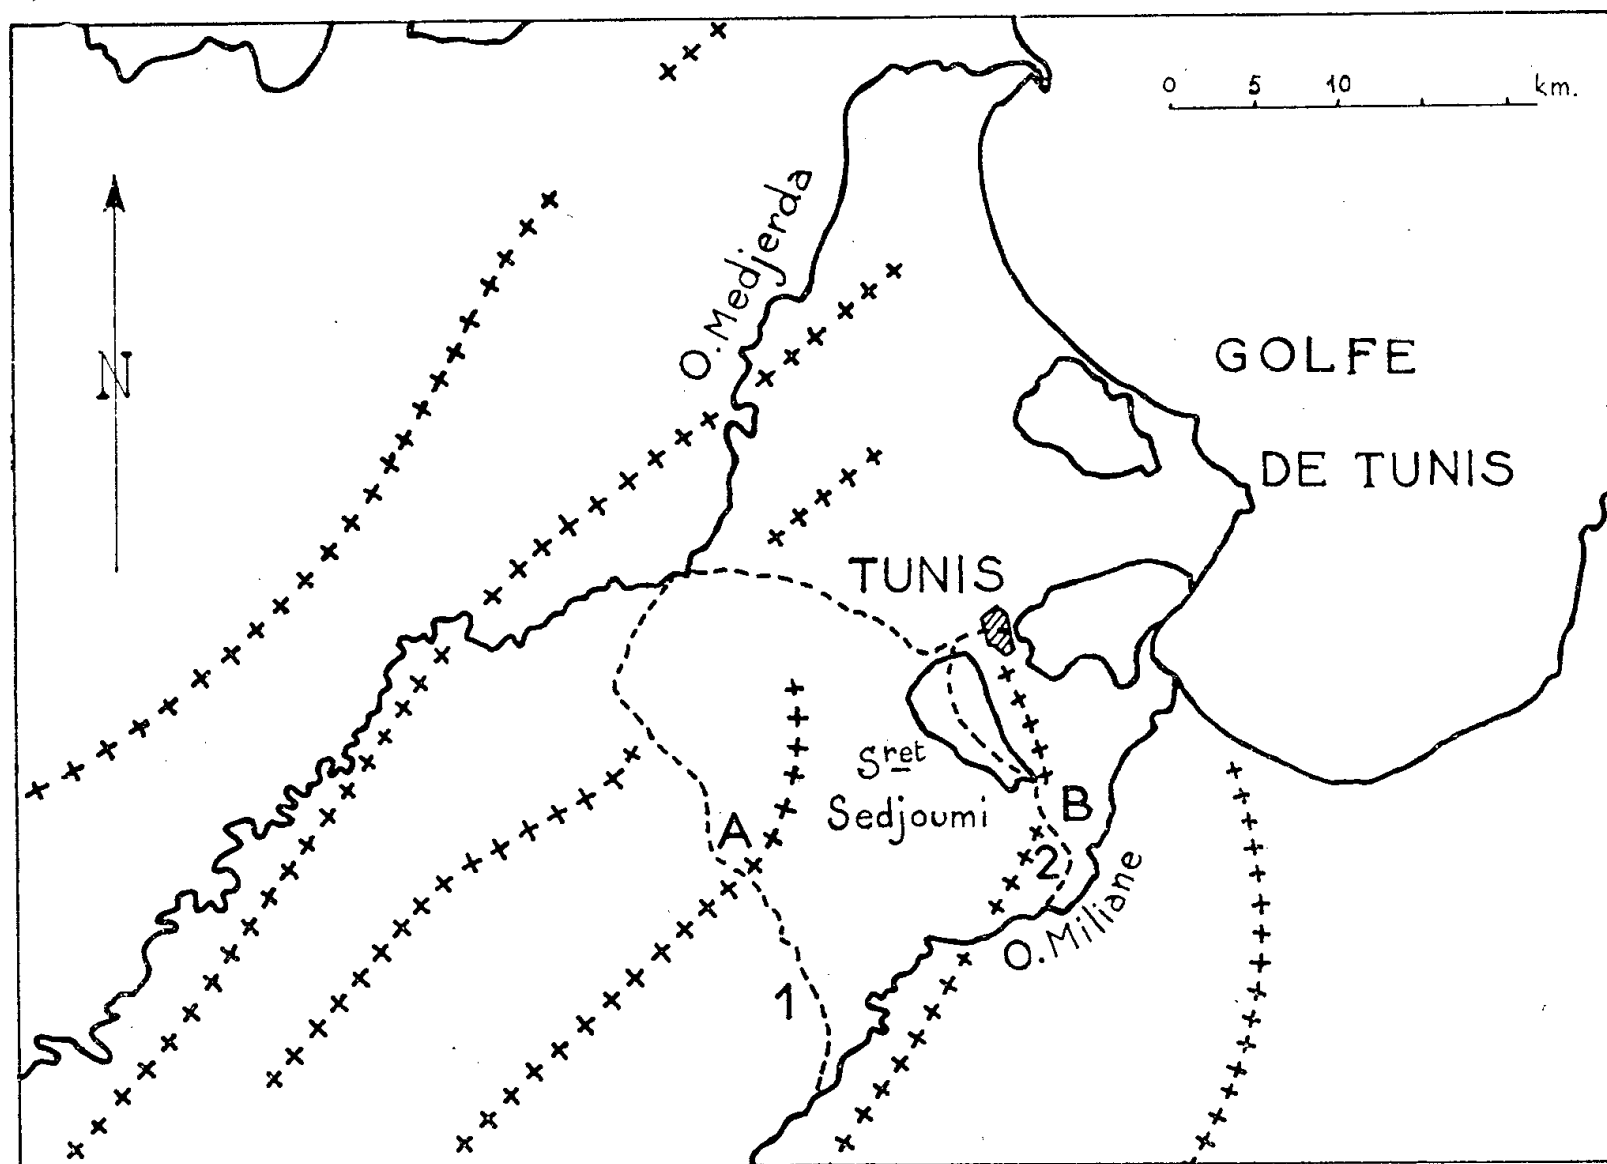 0 5 10 km.
N
O. Medjerda
GOLFE
DE TUNIS
TUNIS
Sret
Sedjoumi
A
B
2
O. Miliane
1